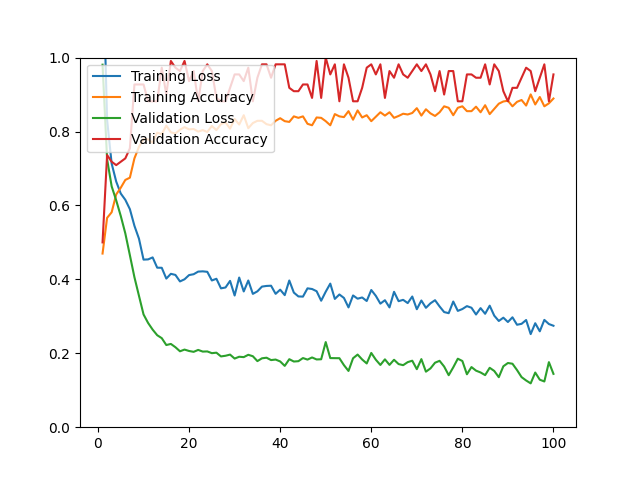 1.0
0.8
0.6
0.4
0.2
0.0
Training Loss
Training Accuracy
Validation Loss
Validation Accuracy
0 20 40 60 80 100